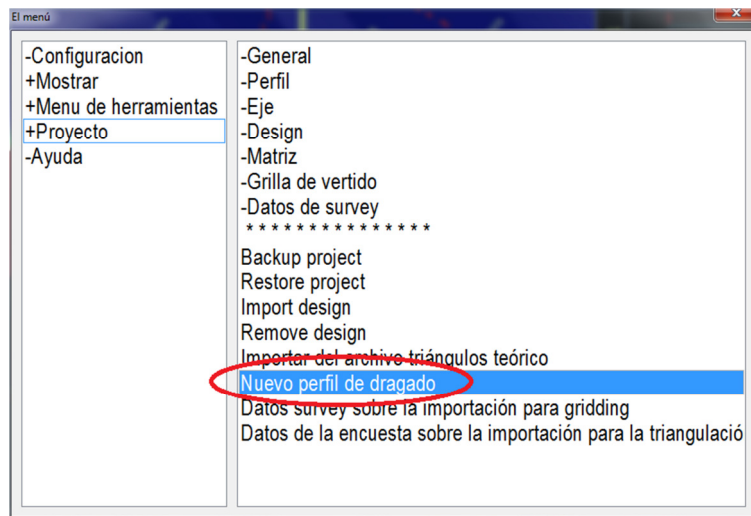 El menú
-Configuracion
+Mostrar
+Menu de herramientas
+Proyecto
-Ayuda
-General
-Perfil
-Eje
-Design
-Matriz
-Grilla de vertido
-Datos de survey
* * * * * * * * * * * * * * *
Backup project
Restore project
Import design
Remove design
Importar del archivo triángulos teórico
Nuevo perfil de dragado
Datos survey sobre la importación para gridding
Datos de la encuesta sobre la importación para la triangulació